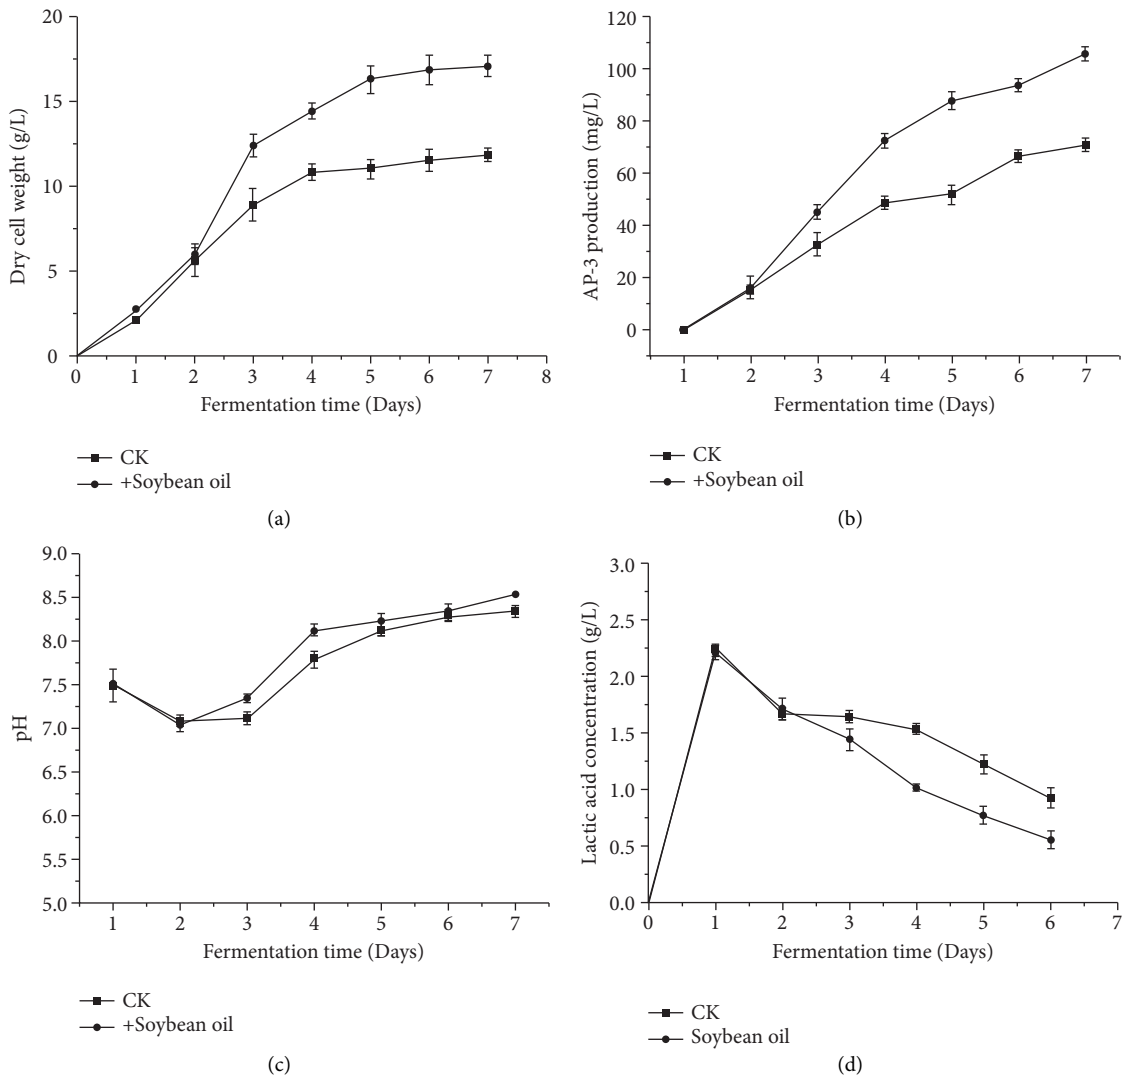 20
15
10
5
0
Dry cell weight (g/L)
0 1 2 3 4 5 6 7 8
Fermentation time (Days)
CK
+Soybean oil
(a)
120
100
80
60
40
20
0
AP-3 production (mg/L)
1 2 3 4 5 6 7
Fermentation time (Days)
CK
+Soybean oil
(b)
9.0
8.5
8.0
7.5
7.0
6.5
6.0
5.5
5.0
pH
1 2 3 4 5 6 7
Fermentation time (Days)
CK
+Soybean oil
(c)
3.0
2.5
2.0
1.5
1.0
0.5
0.0
Lactic acid concentration (g/L)
0 1 2 3 4 5 6 7
Fermentation time (Days)
CK
Soybean oil
(d)